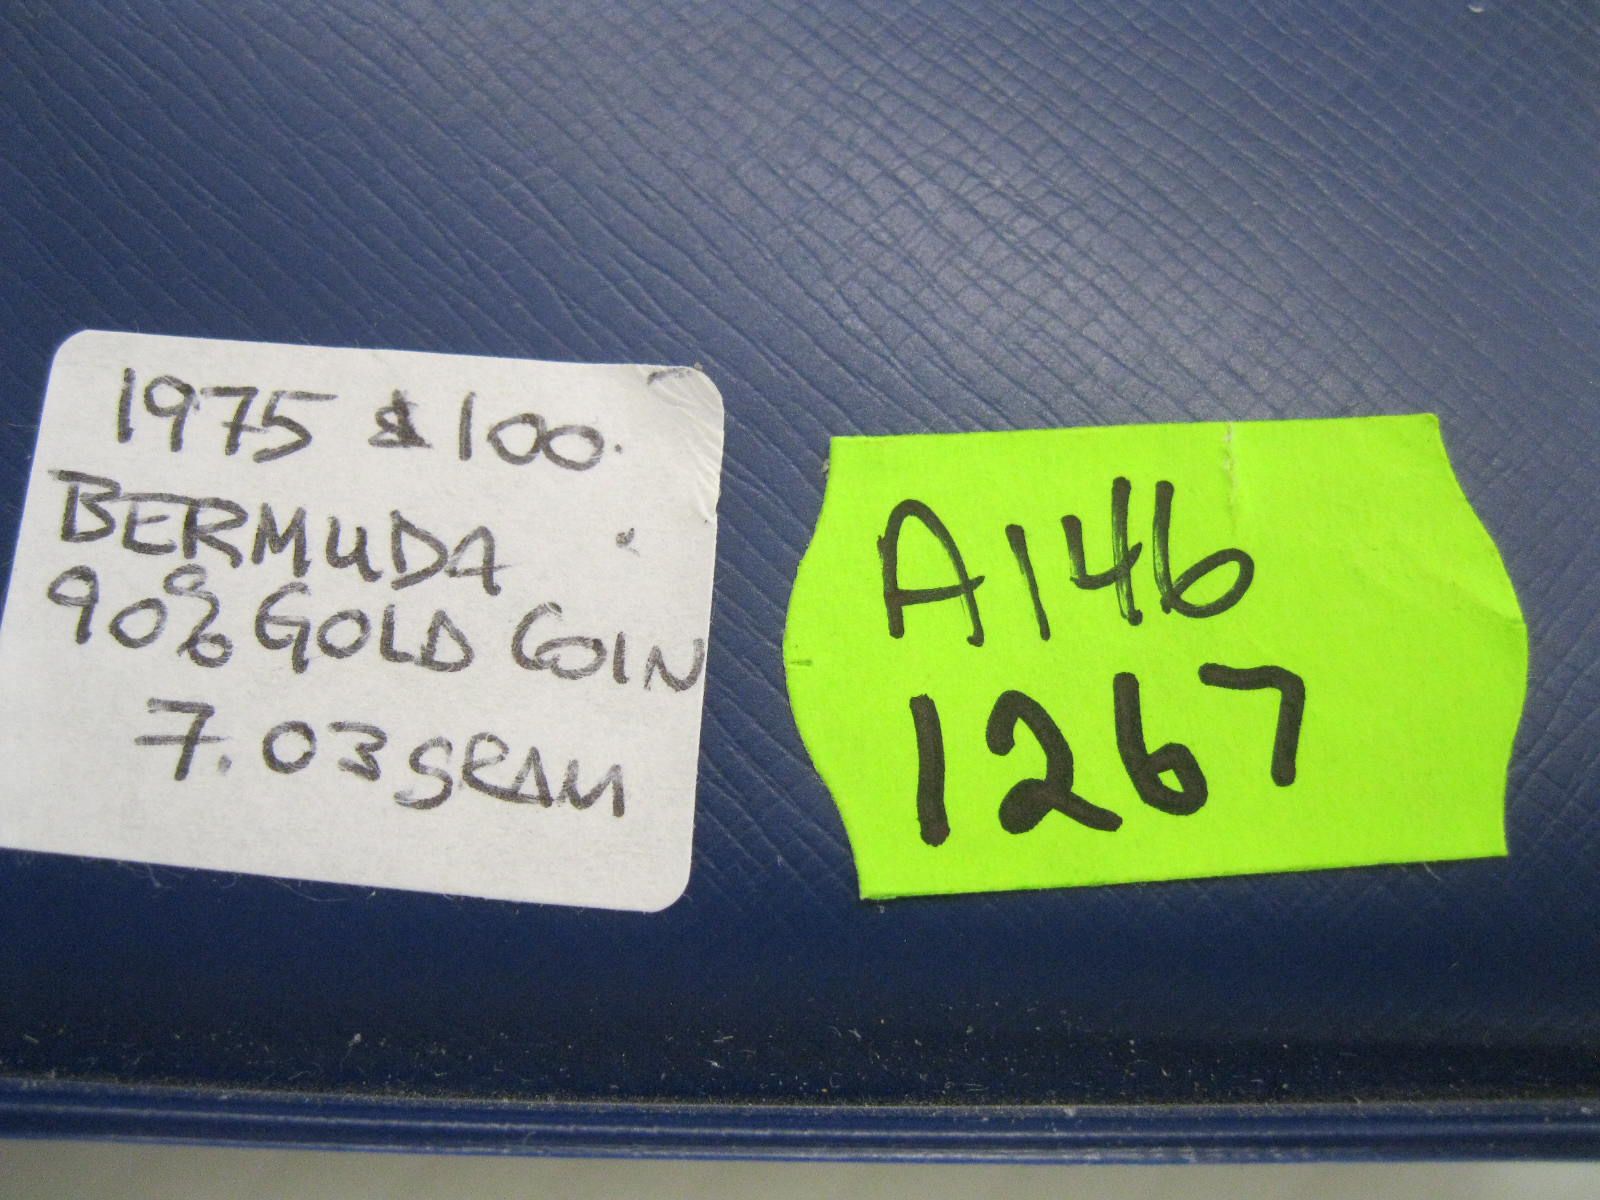 1975 $100.
BERMUDA
90% GOLD COIN
7.03 GRAM
A146
1267